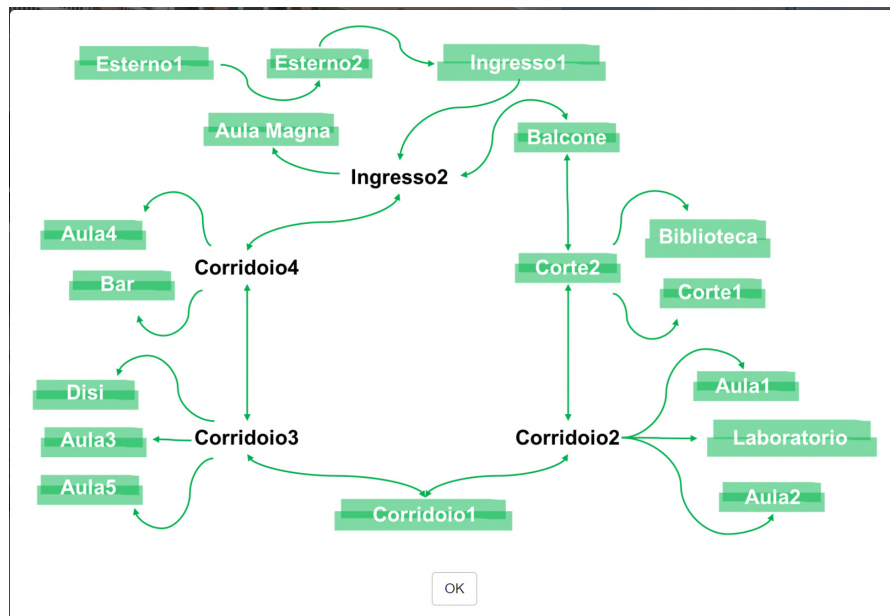 Esterno1
Esterno2
Ingresso1
Aula Magna
Balcone
Ingresso2
Aula4
Biblioteca
Corridoio4
Corte2
Bar
Corte1
Disi
Aula1
Aula3
Corridoio3
Corridoio2
Laboratorio
Aula5
Aula2
Corridoio1
OK